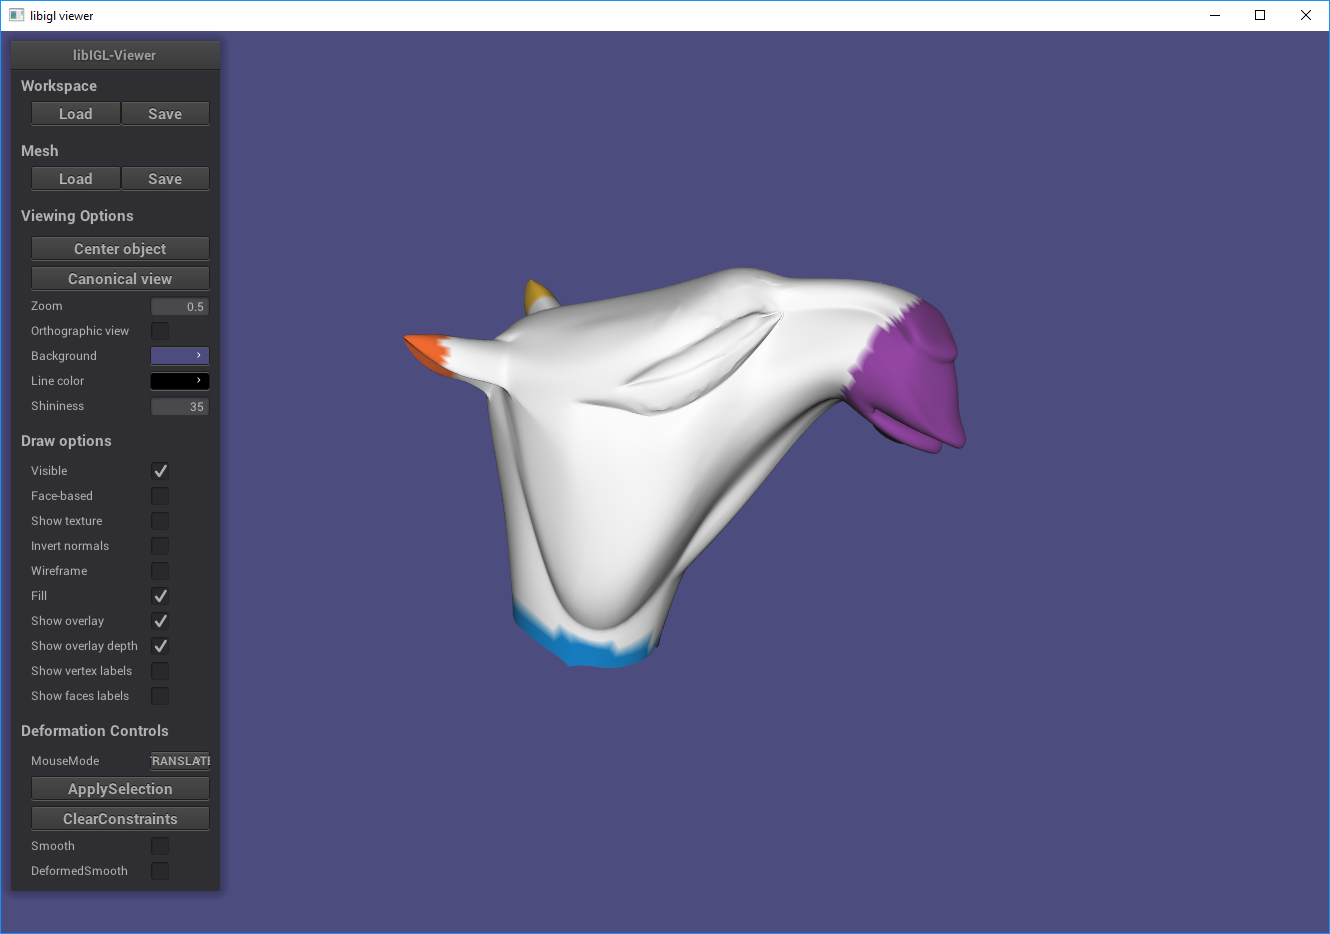 libigl viewer
libIGL-Viewer
Workspace
Load Save
Mesh
Load Save
Viewing Options
Center object
Canonical view
Zoom 0.5
Orthographic view
Background
Line color
Shininess 35
Draw options
Visible
Face-based
Show texture
Invert normals
Wireframe
Fill
Show overlay
Show overlay depth
Show vertex labels
Show faces labels
Deformation Controls
MouseMode TRANSLATE
ApplySelection
ClearConstraints
Smooth
DeformedSmooth